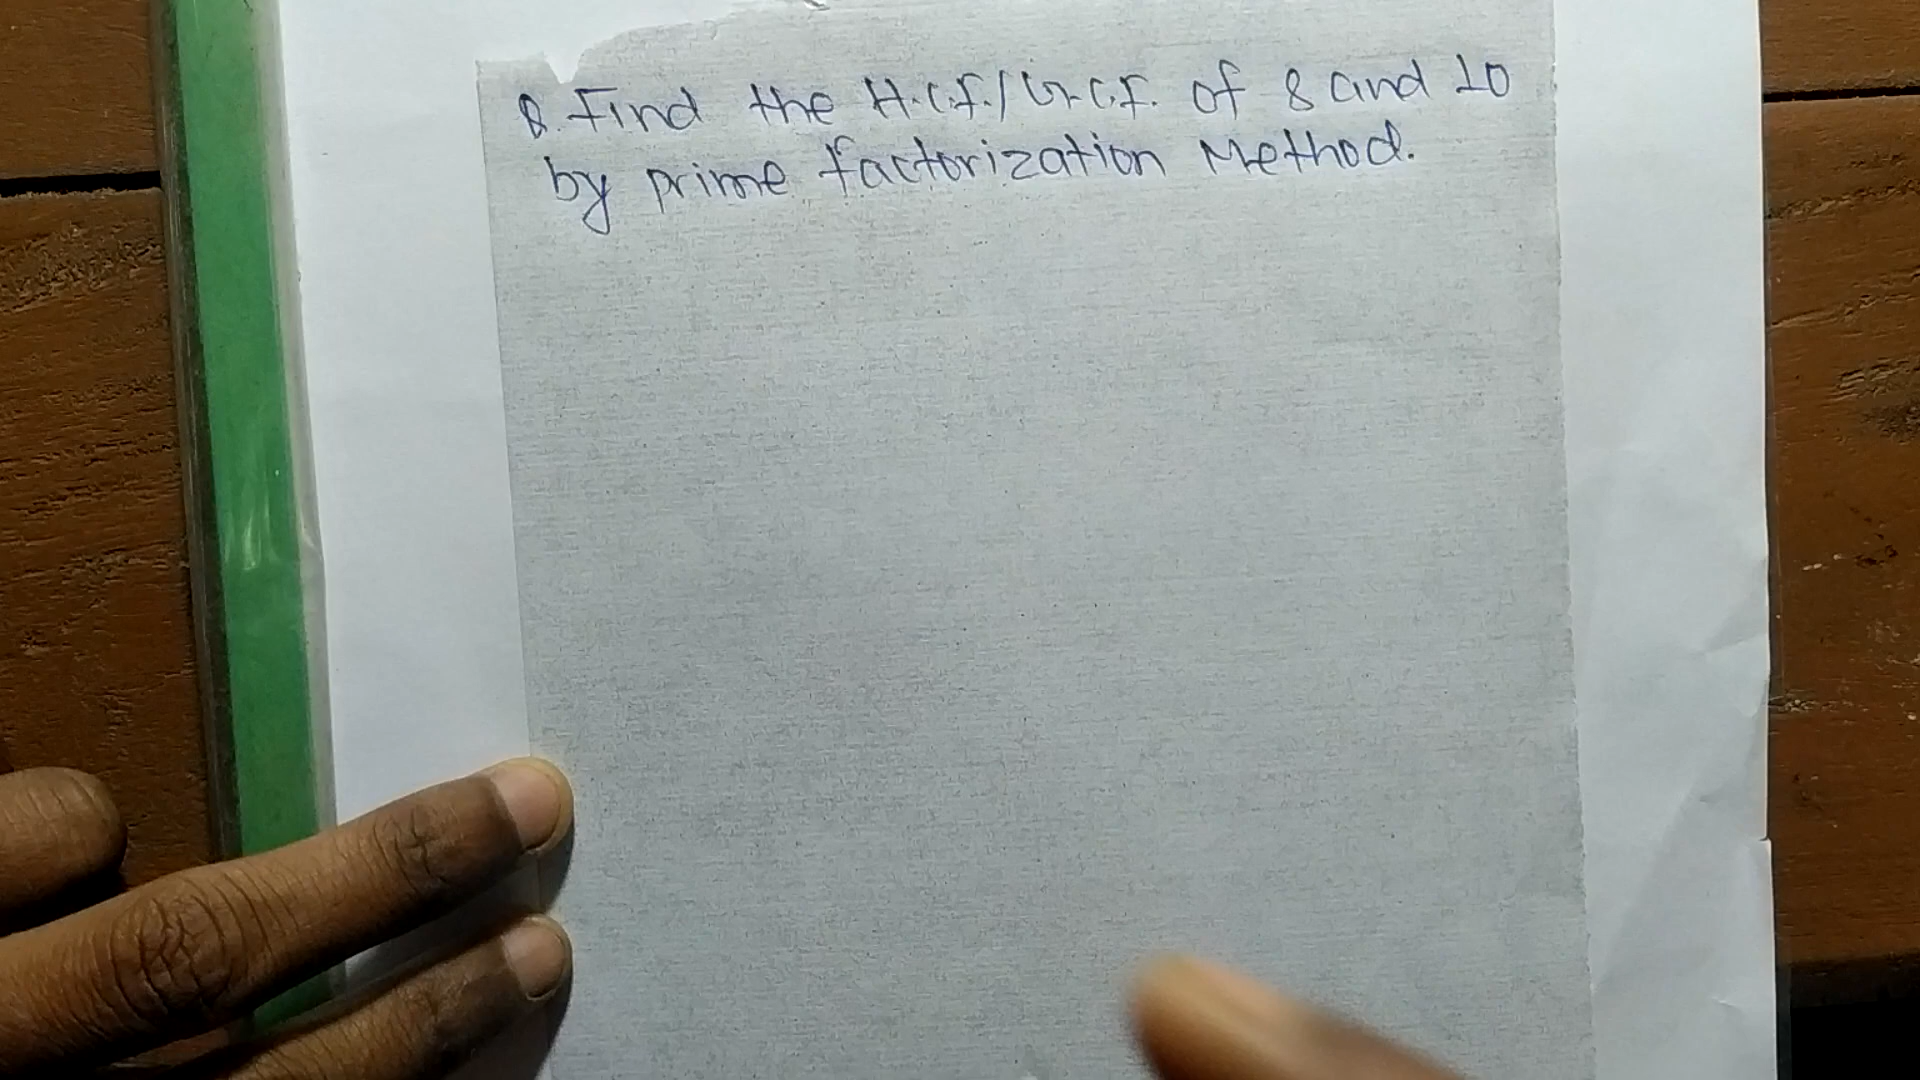 Q. Find the H.C.F./G.C.F. of 8 and 10
by prime factorization Method.